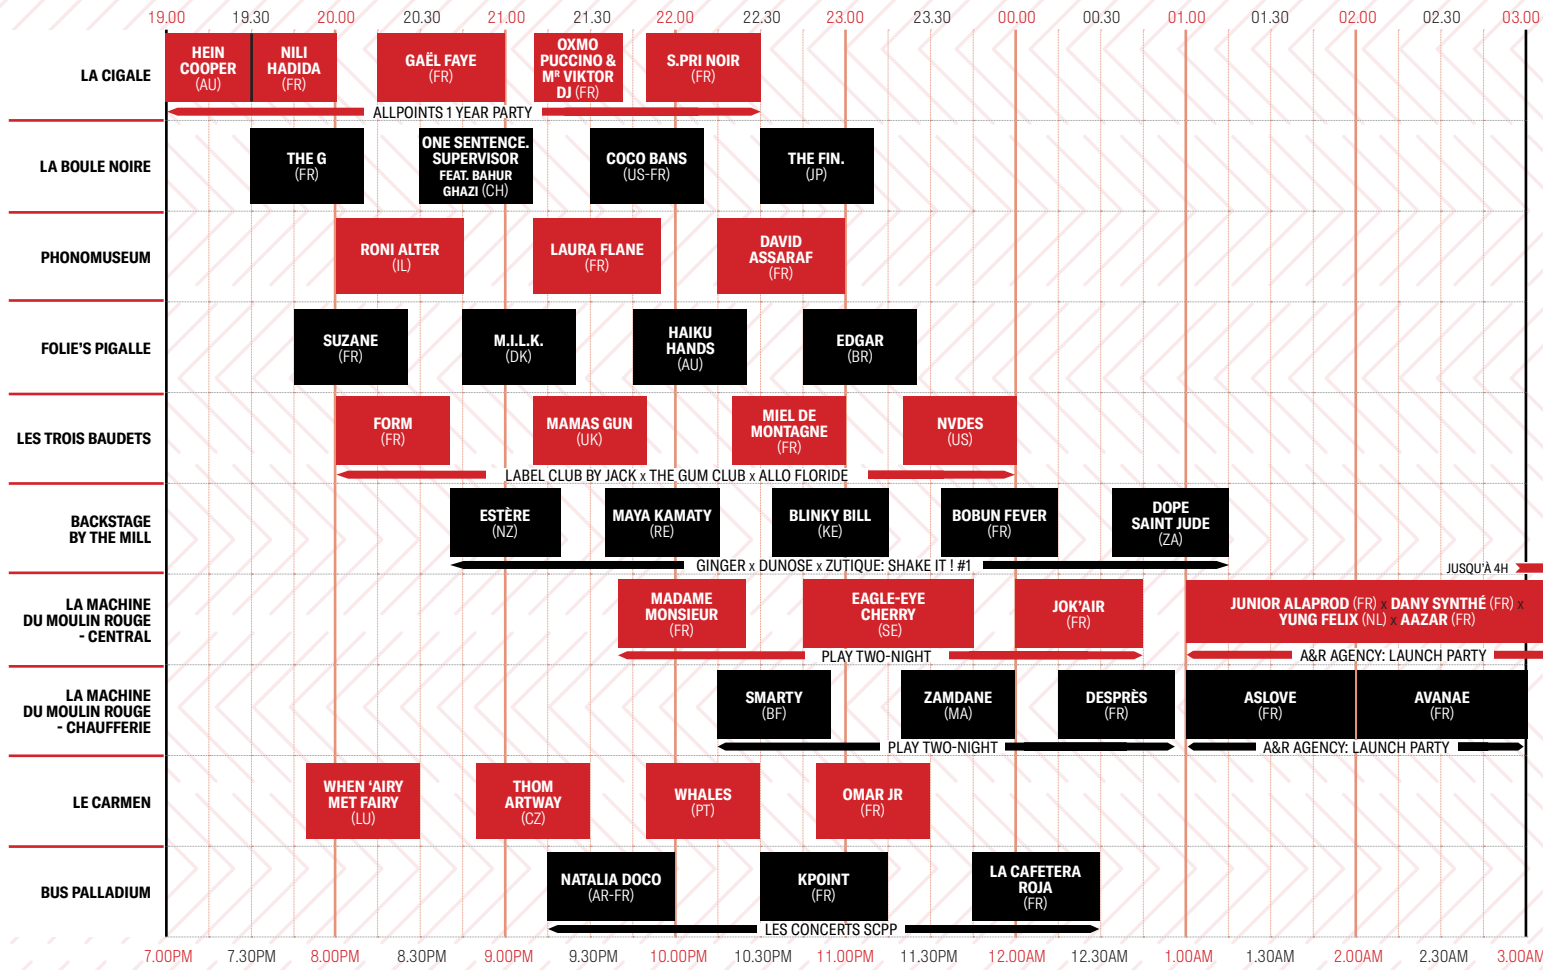 19.00 19.30 20.00 20.30 21.00 21.30 22.00 22.30 23.00 23.30 00.00 00.30 01.00 01.30 02.00 02.30 03.00
LA CIGALE
HEIN
COOPER
(AU)
NILI
HADIDA
(FR)
GAËL FAYE
(FR)
OXMO
PUCCINO &
Mᴿ VIKTOR
DJ (FR)
S.PRI NOIR
(FR)
ALLPOINTS 1 YEAR PARTY
LA BOULE NOIRE
THE G
(FR)
ONE SENTENCE.
SUPERVISOR
FEAT. BAHUR
GHAZI (CH)
COCO BANS
(US-FR)
THE FIN.
(JP)
PHONOMUSEUM
RONI ALTER
(IL)
LAURA FLANE
(FR)
DAVID
ASSARAF
(FR)
FOLIE'S PIGALLE
SUZANE
(FR)
M.I.L.K.
(DK)
HAIKU
HANDS
(AU)
EDGAR
(BR)
LES TROIS BAUDETS
FORM
(FR)
MAMAS GUN
(UK)
MIEL DE
MONTAGNE
(FR)
NVDES
(US)
LABEL CLUB BY JACK x THE GUM CLUB x ALLO FLORIDE
BACKSTAGE
BY THE MILL
ESTÈRE
(NZ)
MAYA KAMATY
(RE)
BLINKY BILL
(KE)
BOBUN FEVER
(FR)
DOPE
SAINT JUDE
(ZA)
GINGER x DUNOSE x ZUTIQUE: SHAKE IT ! #1
JUSQU'À 4H
LA MACHINE
DU MOULIN ROUGE
- CENTRAL
MADAME
MONSIEUR
(FR)
EAGLE-EYE
CHERRY
(SE)
JOK'AIR
(FR)
JUNIOR ALAPROD (FR) x DANY SYNTHÉ (FR) x
YUNG FELIX (NL) x AAZAR (FR)
PLAY TWO-NIGHT
A&R AGENCY: LAUNCH PARTY
LA MACHINE
DU MOULIN ROUGE
- CHAUFFERIE
SMARTY
(BF)
ZAMDANE
(MA)
DESPRÈS
(FR)
ASLOVE
(FR)
AVANAE
(FR)
PLAY TWO-NIGHT
A&R AGENCY: LAUNCH PARTY
LE CARMEN
WHEN ‘AIRY
MET FAIRY
(LU)
THOM
ARTWAY
(CZ)
WHALES
(PT)
OMAR JR
(FR)
BUS PALLADIUM
NATALIA DOCO
(AR-FR)
KPOINT
(FR)
LA CAFETERA
ROJA
(FR)
LES CONCERTS SCPP
7.00PM 7.30PM 8.00PM 8.30PM 9.00PM 9.30PM 10.00PM 10.30PM 11.00PM 11.30PM 12.00AM 12.30AM 1.00AM 1.30AM 2.00AM 2.30AM 3.00AM